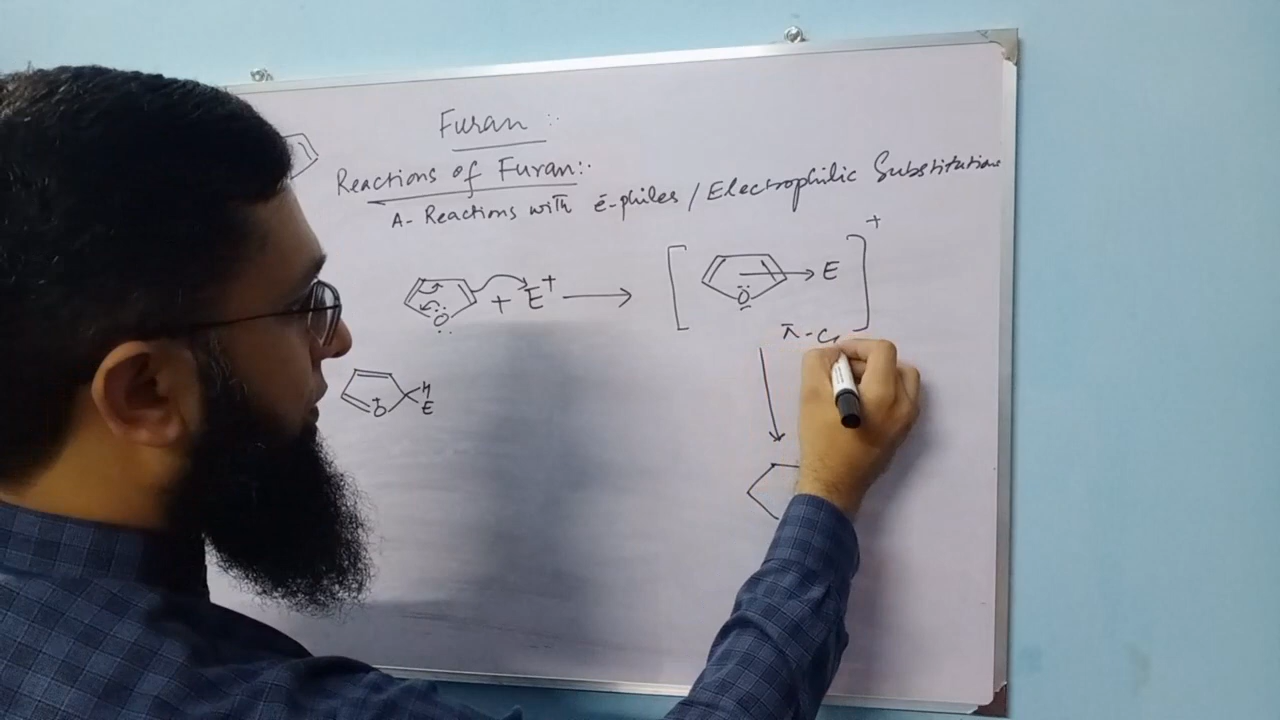 Furan :
Reactions of Furan:
A- Reactions with ē-philes / Electrophilic Substitutions
Ö + E⁺ ⟶ [ Ö → E ]⁺
π-c
O⁺ H
E